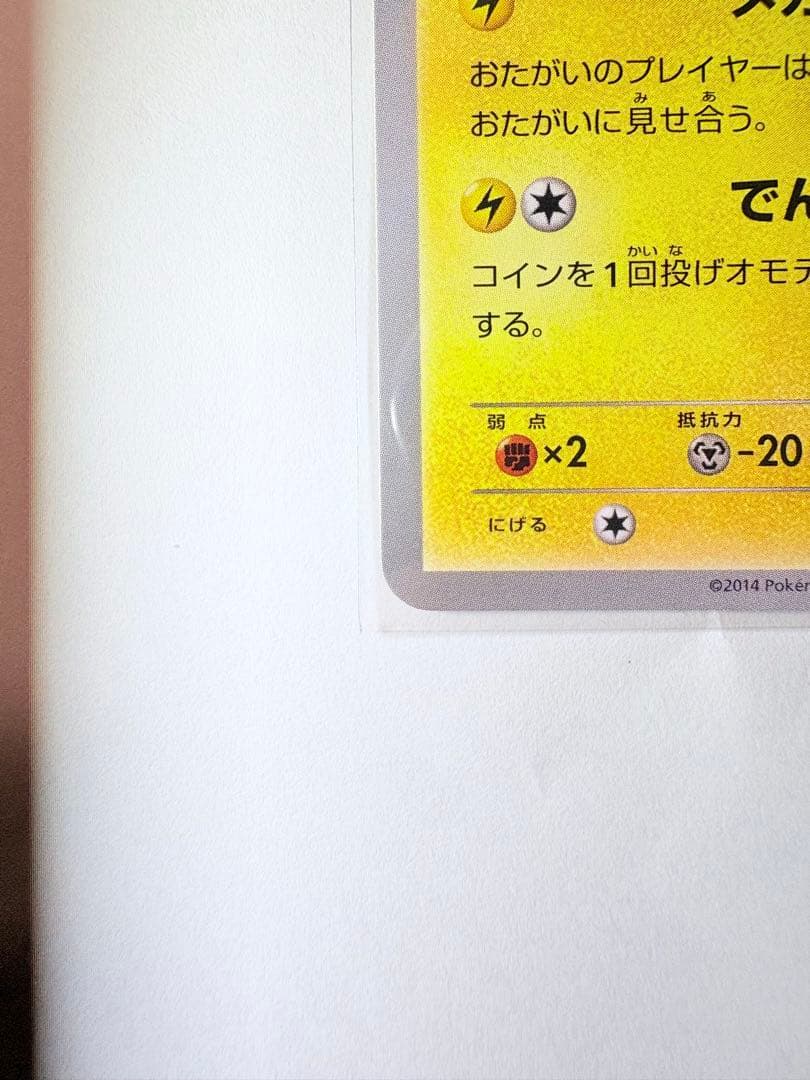 おたがいのプレイヤーは
おたがいに見せ合う。
でん
コインを1回投げオモテ
する。
弱点 抵抗力
×2 -20
にげる
©2014 Pokém